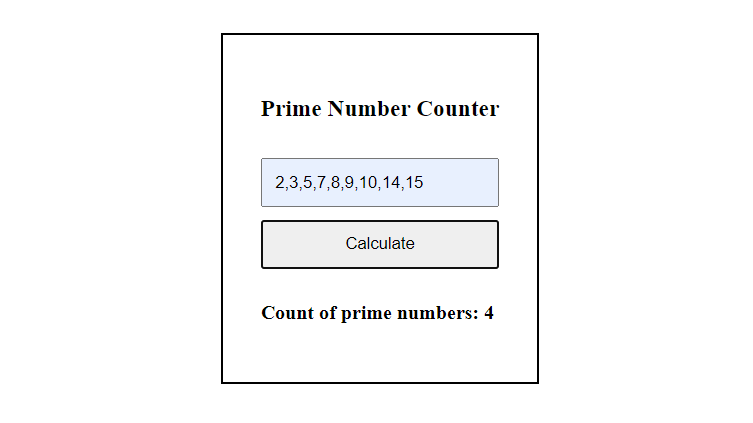 Prime Number Counter
2,3,5,7,8,9,10,14,15
Calculate
Count of prime numbers: 4